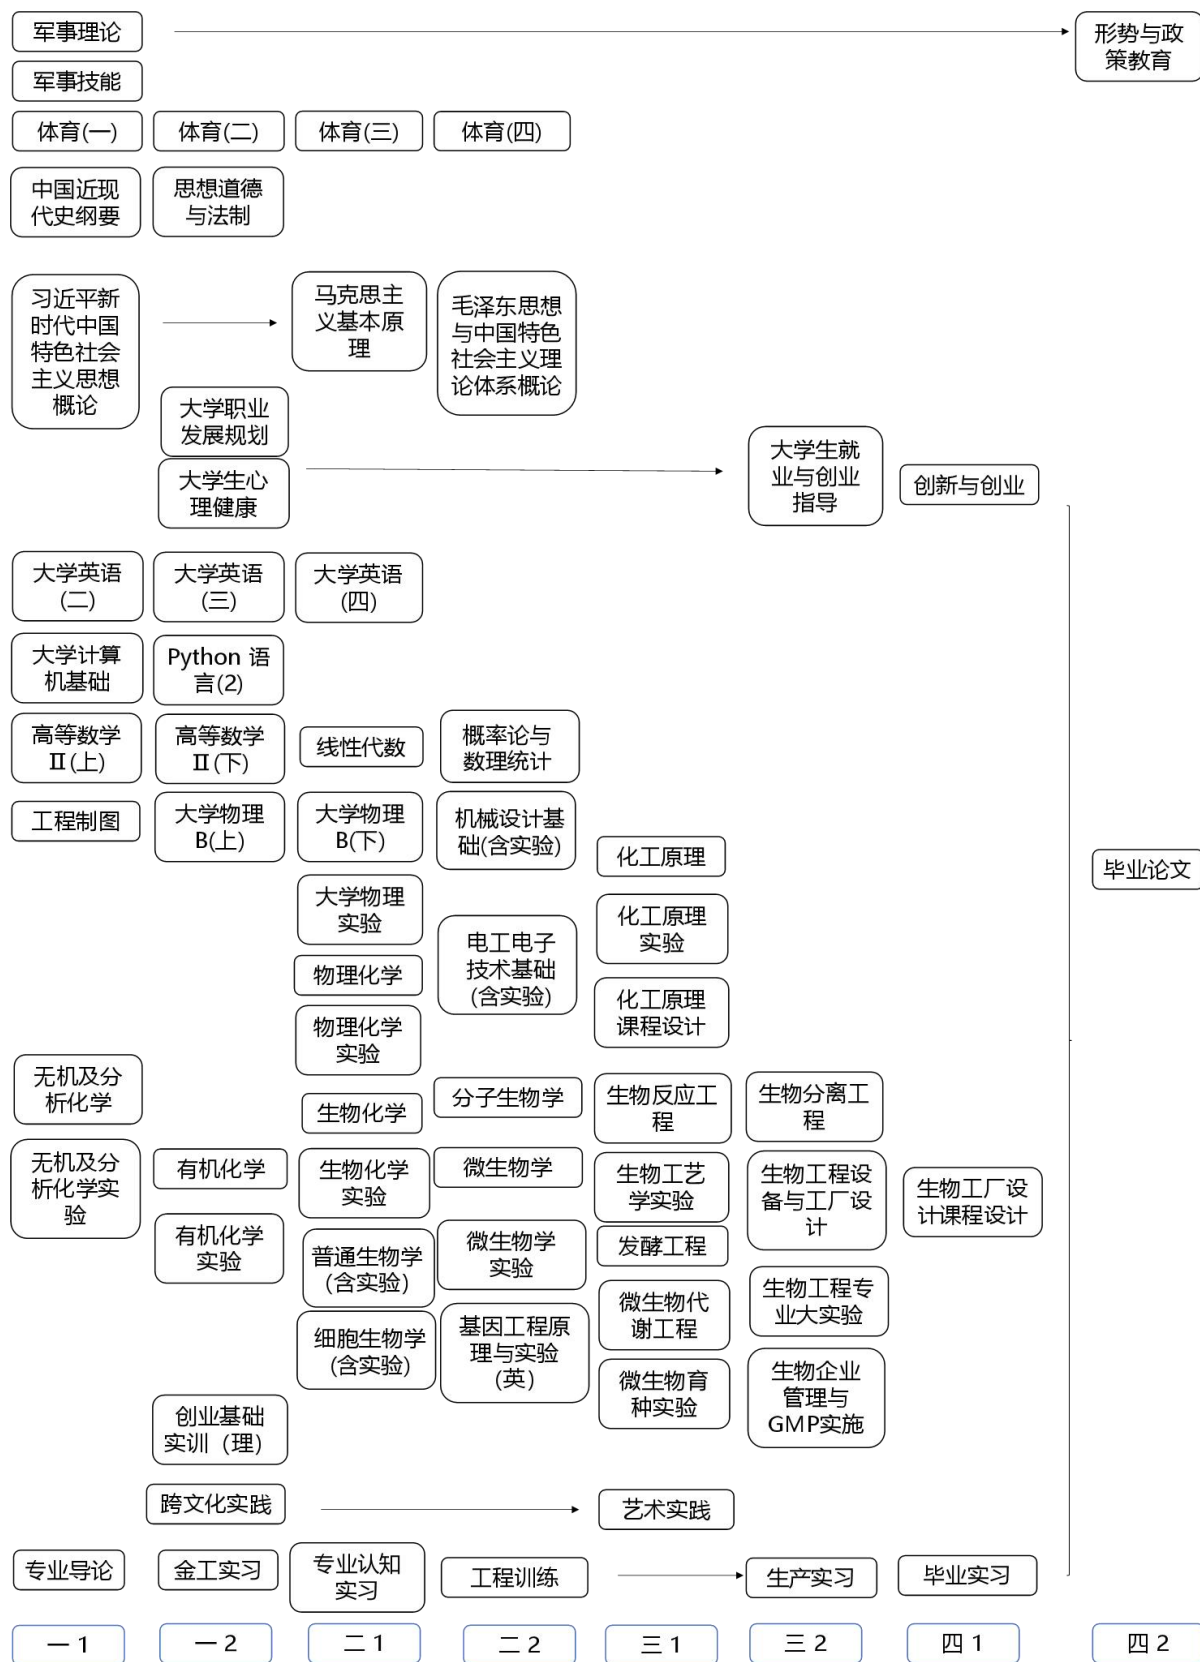 军事理论
形势与政
策教育
军事技能
体育(一)
体育(二)
体育(三)
体育(四)
中国近现
代史纲要
思想道德
与法制
习近平新
时代中国
特色社会
主义思想
概论
马克思主
义基本原
理
毛泽东思想
与中国特色
社会主义理
论体系概论
大学职业
发展规划
大学生心
理健康
大学生就
业与创业
指导
创新与创业
大学英语
(二)
大学英语
(三)
大学英语
(四)
大学计算
机基础
Python 语
言(2)
高等数学
Ⅱ(上)
高等数学
Ⅱ(下)
线性代数
概率论与
数理统计
工程制图
大学物理
B(上)
大学物理
B(下)
机械设计基
础(含实验)
化工原理
毕业论文
大学物理
实验
电工电子
技术基础
(含实验)
化工原理
实验
物理化学
化工原理
课程设计
物理化学
实验
无机及分
析化学
生物化学
分子生物学
生物反应工
程
生物分离工
程
无机及分
析化学实
验
有机化学
生物化学
实验
微生物学
生物工艺
学实验
生物工程设
备与工厂设
计
生物工厂设
计课程设计
有机化学
实验
普通生物学
(含实验)
微生物学
实验
发酵工程
微生物代
谢工程
生物工程专
业大实验
细胞生物学
(含实验)
基因工程原
理与实验
(英)
微生物育
种实验
生物企业
管理与
GMP实施
创业基础
实训（理）
跨文化实践
艺术实践
专业导论
金工实习
专业认知
实习
工程训练
生产实习
毕业实习
一 1
一 2
二 1
二 2
三 1
三 2
四 1
四 2